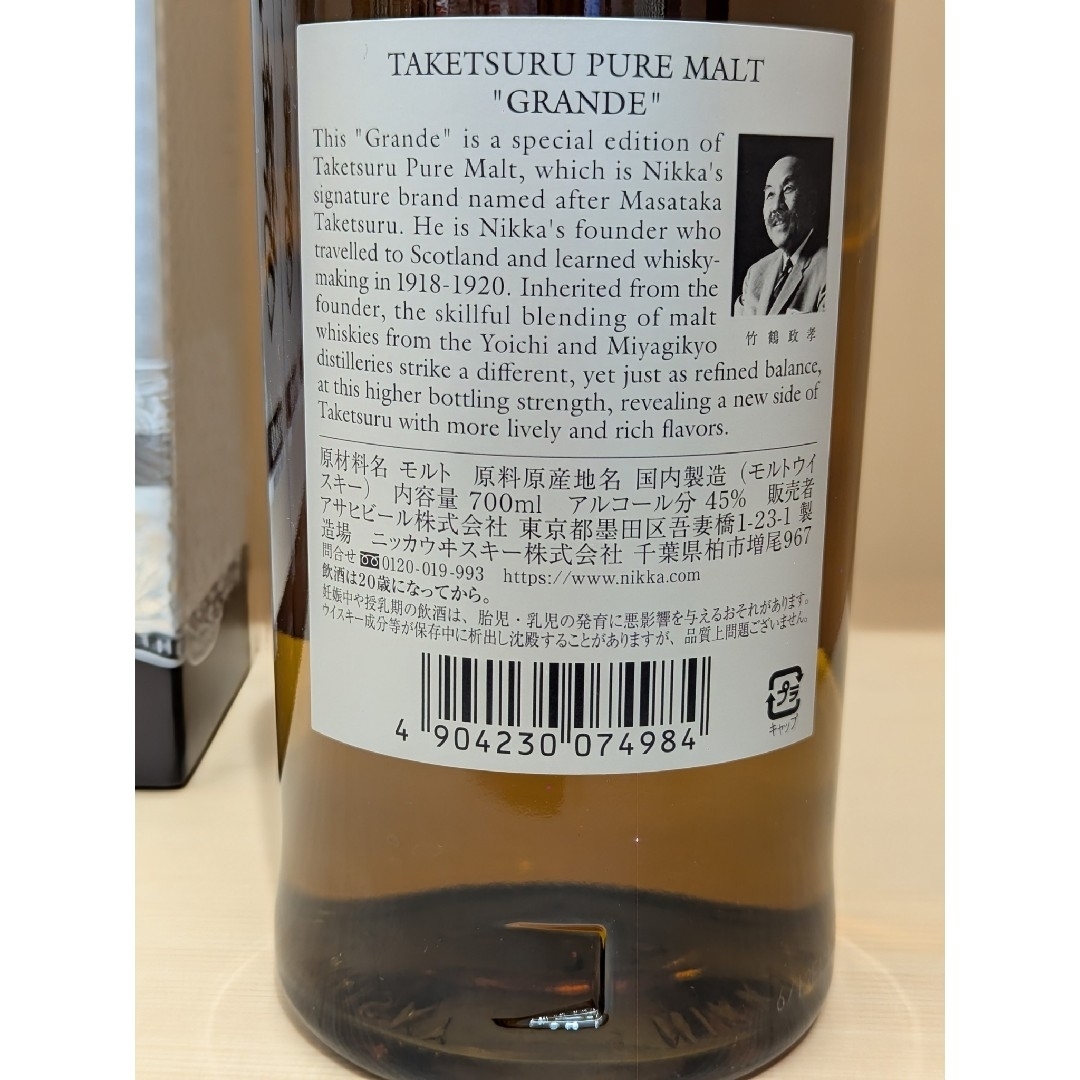 TAKETSURU PURE MALT
"GRANDE"
This "Grande" is a special edition of
Taketsuru Pure Malt, which is Nikka's
signature brand named after Masataka
Taketsuru. He is Nikka's founder who
travelled to Scotland and learned whisky-
making in 1918-1920. Inherited from the
founder, the skillful blending of malt
whiskies from the Yoichi and Miyagikyo
distilleries strike a different, yet just as refined balance,
at this higher bottling strength, revealing a new side of
Taketsuru with more lively and rich flavors.
竹鶴政孝
原材料名 モルト 原料原産地名 国内製造 (モルトウイ
スキー) 内容量 700ml アルコール分 45% 販売者
アサヒビール株式会社 東京都墨田区吾妻橋1-23-1 製
造場 ニッカウヰスキー株式会社 千葉県柏市増尾967
問合せ 0120-019-993 https://www.nikka.com
飲酒は20歳になってから。
妊娠中や授乳期の飲酒は、胎児・乳児の発育に悪影響を与えるおそれがあります。
ウイスキー成分等が保存中に析出し沈殿することがありますが、品質上問題ございません。
4 904230 074984
プラ
キャップ